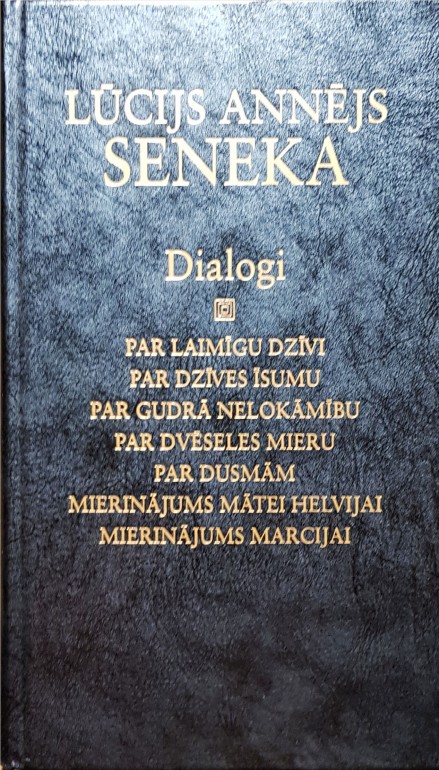 LŪCIJS ANNĒJS
SENEKA
Dialogi
PAR LAIMĪGU DZĪVI
PAR DZĪVES ĪSUMU
PAR GUDRĀ NELOKĀMĪBU
PAR DVĒSELES MIERU
PAR DUSMĀM
MIERINĀJUMS MĀTEI HELVIJAI
MIERINĀJUMS MARCIJAI